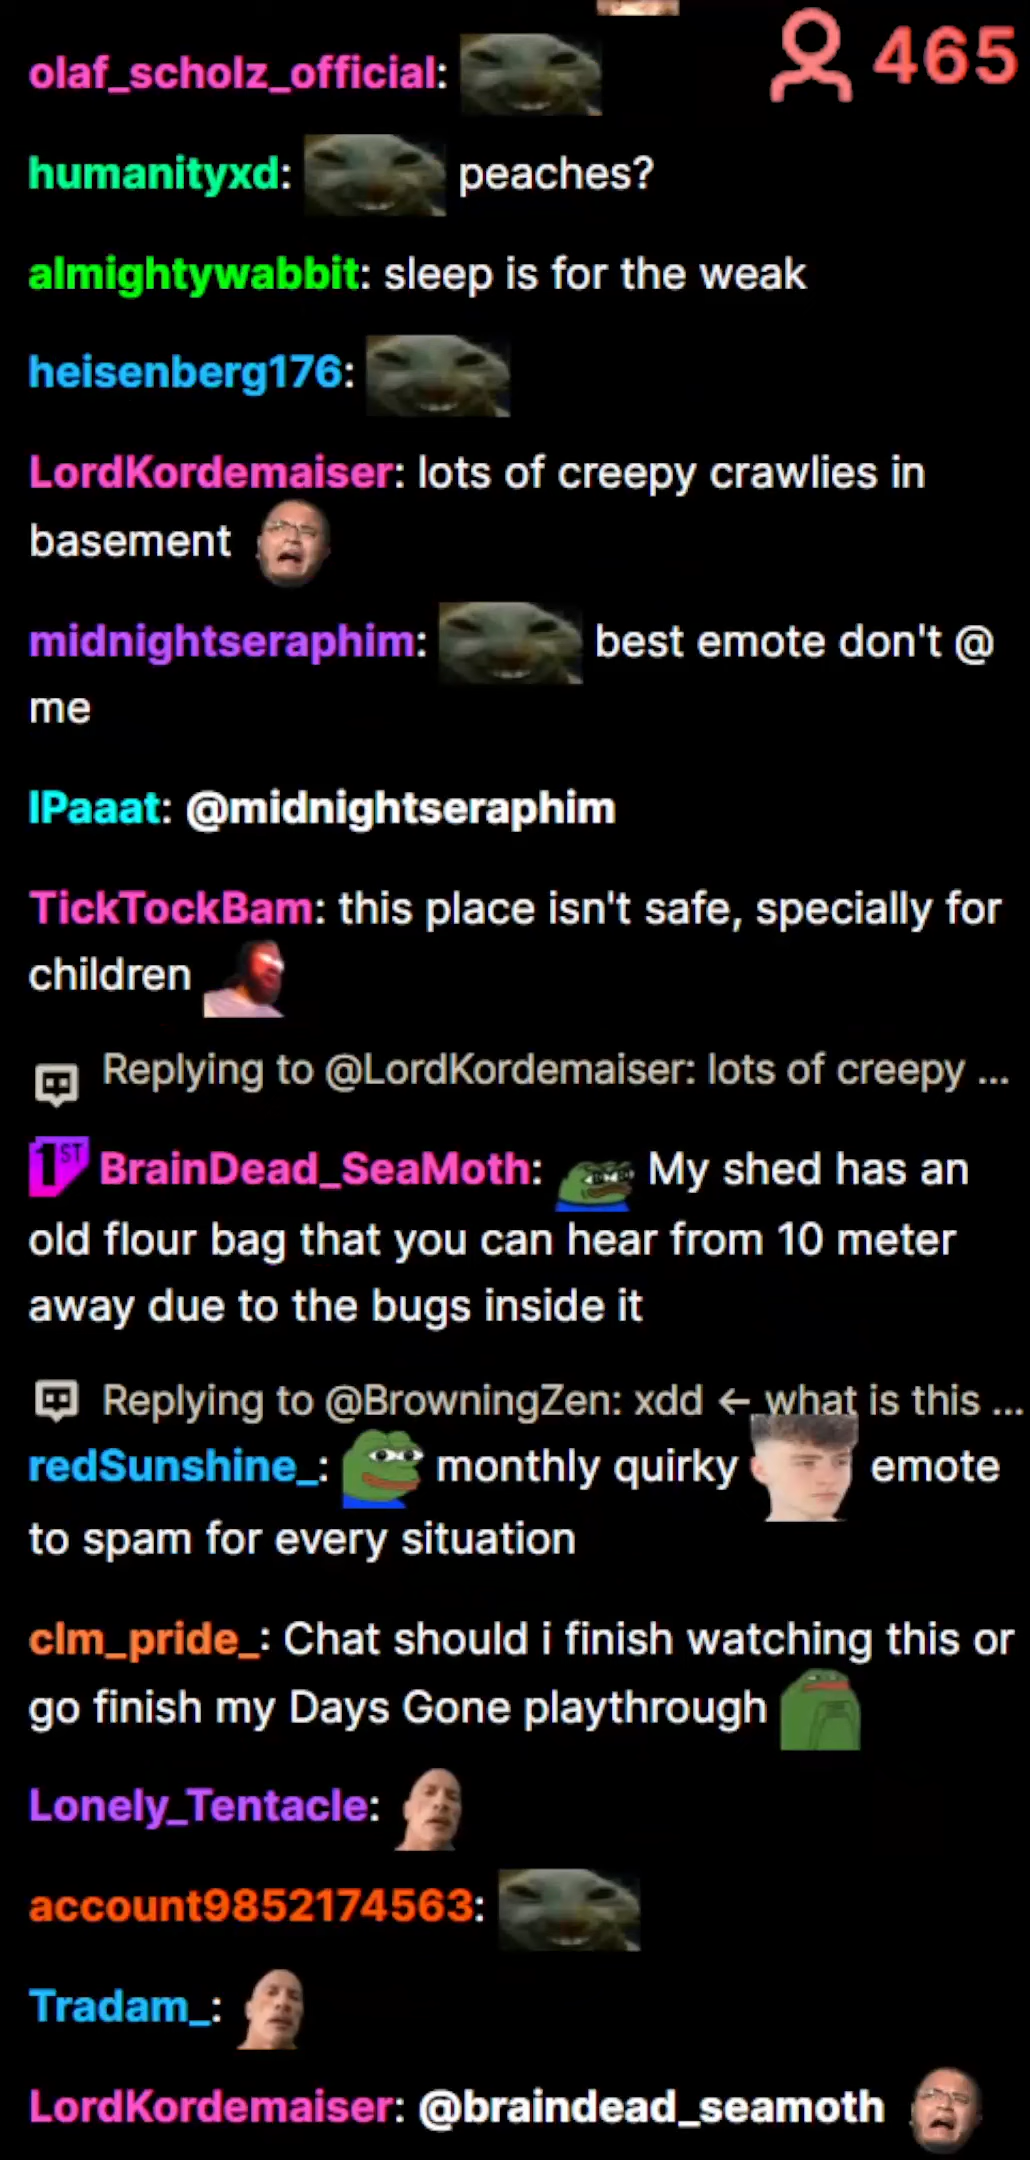 465
olaf_scholz_official:
humanityxd: peaches?
almightywabbit: sleep is for the weak
heisenberg176:
LordKordemaiser: lots of creepy crawlies in
basement
midnightseraphim: best emote don't @
me
lPaaat: @midnightseraphim
TickTockBam: this place isn't safe, specially for
children
Replying to @LordKordemaiser: lots of creepy ...
1ST BrainDead_SeaMoth: My shed has an
old flour bag that you can hear from 10 meter
away due to the bugs inside it
Replying to @BrowningZen: xdd ← what is this ...
redSunshine_: monthly quirky emote
to spam for every situation
clm_pride_: Chat should i finish watching this or
go finish my Days Gone playthrough
Lonely_Tentacle:
account9852174563:
Tradam_:
LordKordemaiser: @braindead_seamoth